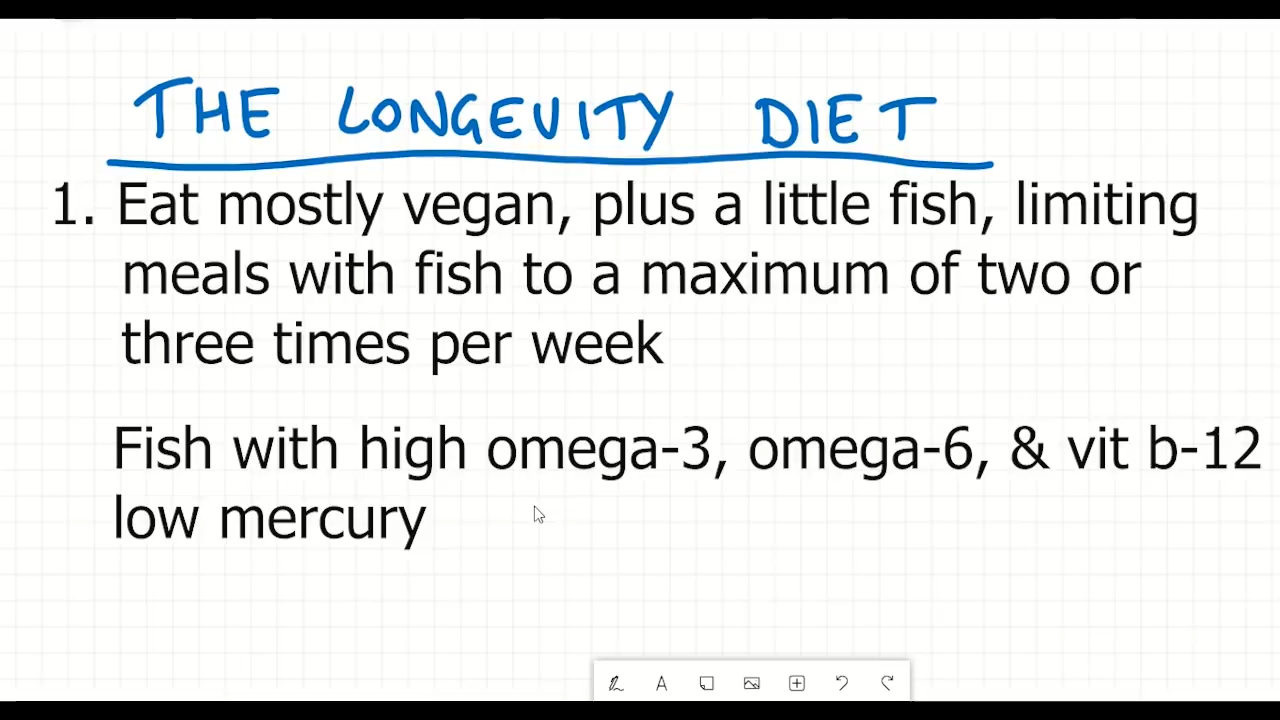 THE LONGEVITY DIET
1. Eat mostly vegan, plus a little fish, limiting
meals with fish to a maximum of two or
three times per week
Fish with high omega-3, omega-6, & vit b-12
low mercury